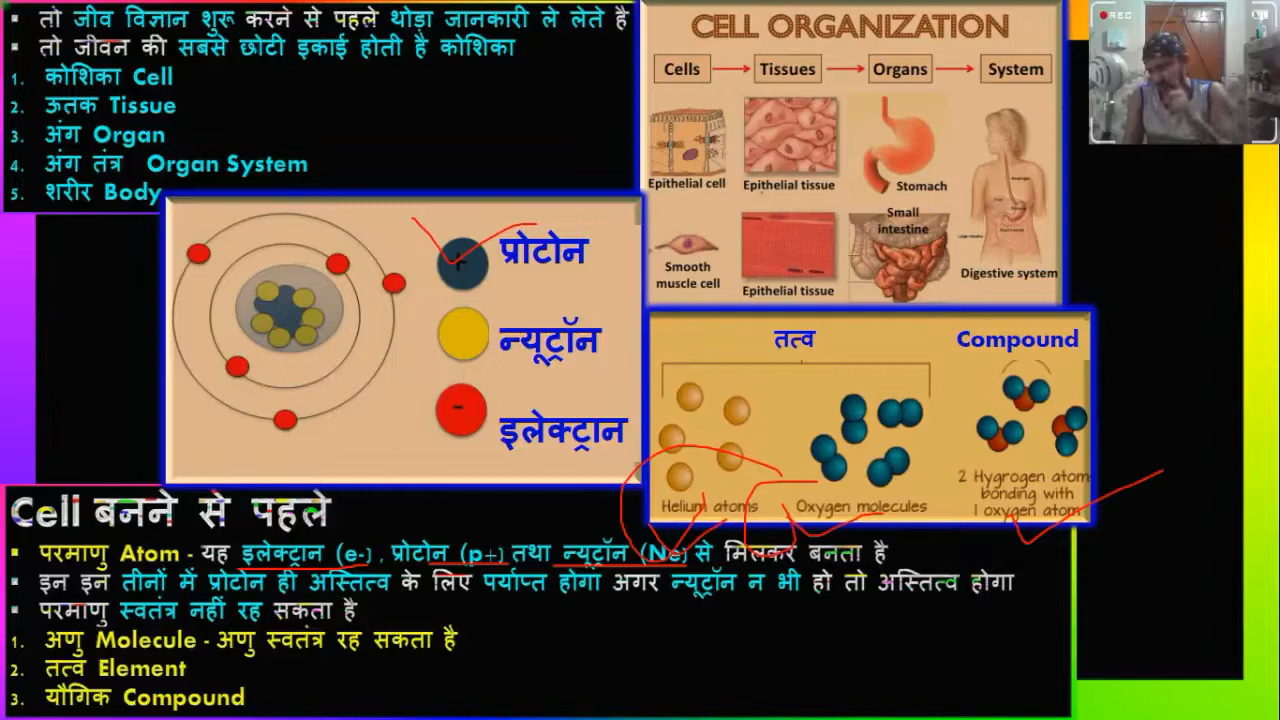 तो जीव विज्ञान शुरू करने से पहले थोड़ा जानकारी ले लेते है
तो जीवन की सबसे छोटी इकाई होती है कोशिका
1. कोशिका Cell
2. ऊतक Tissue
3. अंग Organ
4. अंग तंत्र Organ System
5. शरीर Body
CELL ORGANIZATION
Cells Tissues Organs System
Epithelial cell
Epithelial tissue
Stomach
Small intestine
Smooth muscle cell
Epithelial tissue
Digestive system
REC
+ प्रोटोन
न्यूट्रॉन
- इलेक्ट्रान
तत्व
Compound
Helium atoms
Oxygen molecules
2 Hygrogen atom
bonding with
1 oxygen atom
Cell बनने से पहले
परमाणु Atom - यह इलेक्ट्रान (e-) , प्रोटोन (p+) तथा न्यूट्रॉन (Ne) से मिलकर बनता है
इन इन तीनों में प्रोटोन ही अस्तित्व के लिए पर्याप्त होगा अगर न्यूट्रॉन न भी हो तो अस्तित्व होगा
परमाणु स्वतंत्र नहीं रह सकता है
1. अणु Molecule - अणु स्वतंत्र रह सकता है
2. तत्व Element
3. यौगिक Compound